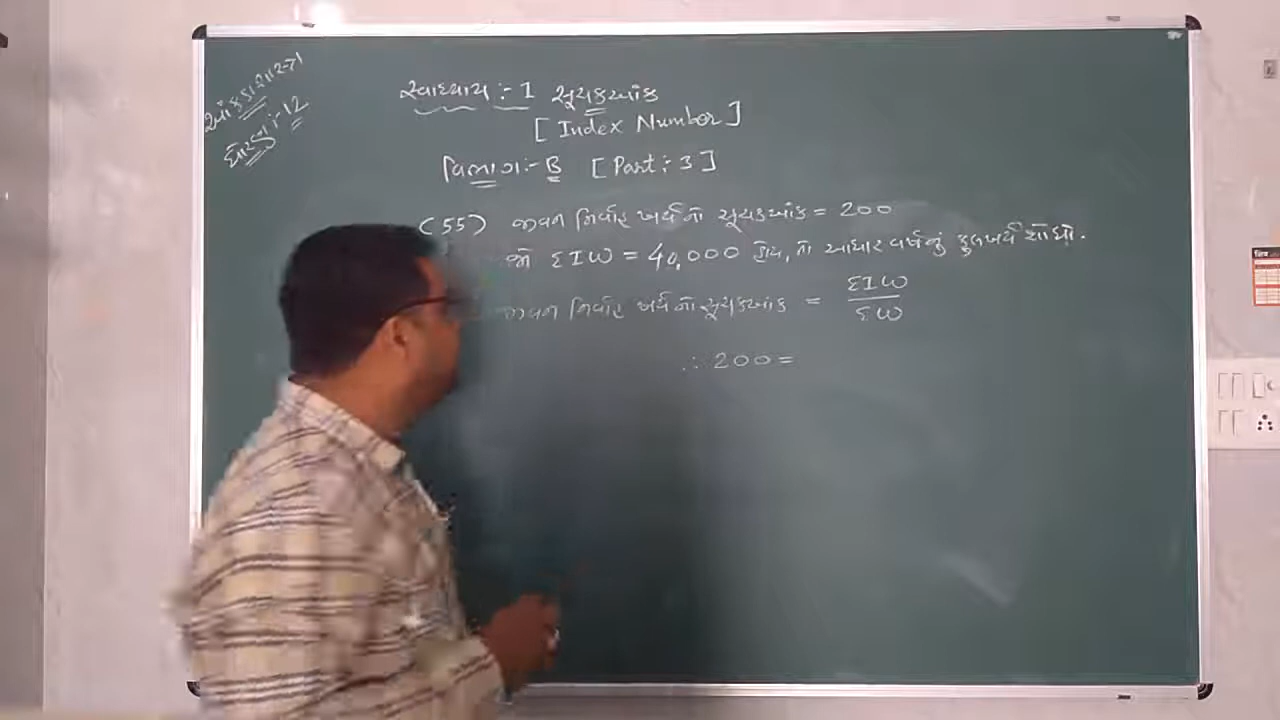 આંકડાશાસ્ત્ર
ધોરણ :- 12
સ્વાધ્યાય :- 1 સૂચકઆંક
[ Index Number ]
વિભાગ :- B [ Part : 3 ]
(55) જીવન નિર્વાહ ખર્ચનો સૂચકઆંક = 200
જો ΣIW = 40,000 હોય, તો આધાર વર્ષનું કુલખર્ચ શોધો.
જીવન નિર્વાહ ખર્ચનો સૂચકઆંક = ΣIW / ΣW
∴ 200 =